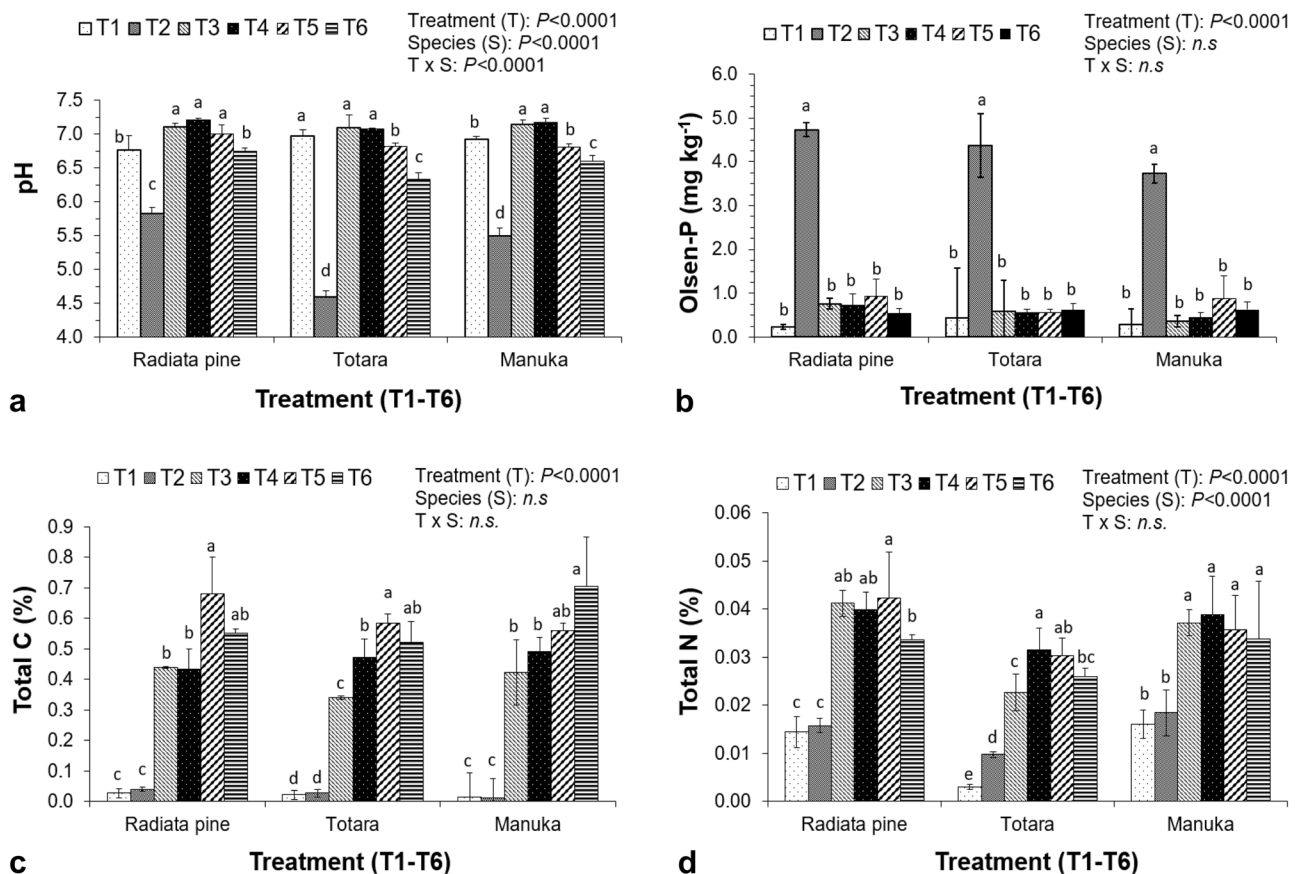 T1 T2 T3 T4 T5 T6
Treatment (T): P<0.0001
Species (S): P<0.0001
T x S: P<0.0001
7.5
7.0
6.5
6.0
5.5
5.0
4.5
4.0
pH
b c a a a b
a d a a b c
b d a a b c
Radiata pine Totara Manuka
Treatment (T1-T6)
a
T1 T2 T3 T4 T5 T6
Treatment (T): P<0.0001
Species (S): n.s
T x S: n.s
6.0
5.0
4.0
3.0
2.0
1.0
0.0
Olsen-P (mg kg-1)
b a b b b b
b a b b b b
b a b b b b
Radiata pine Totara Manuka
Treatment (T1-T6)
b
T1 T2 T3 T4 T5 T6
Treatment (T): P<0.0001
Species (S): n.s
T x S: n.s.
0.9
0.8
0.7
0.6
0.5
0.4
0.3
0.2
0.1
0.0
Total C (%)
c c b b a ab
d d c b a ab
c c b b ab a
Radiata pine Totara Manuka
Treatment (T1-T6)
c
T1 T2 T3 T4 T5 T6
Treatment (T): P<0.0001
Species (S): P<0.0001
T x S: n.s.
0.06
0.05
0.04
0.03
0.02
0.01
0.00
Total N (%)
c c ab ab a b
e d c a ab bc
b b a a a a
Radiata pine Totara Manuka
Treatment (T1-T6)
d